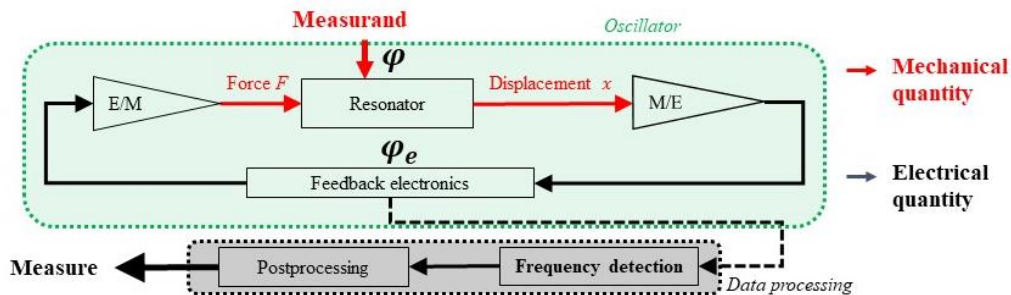 Measurand
Oscillator
φ
E/M
Force F
Resonator
Displacement x
M/E
Mechanical
quantity
φe
Feedback electronics
Electrical
quantity
Measure
Postprocessing
Frequency detection
Data processing